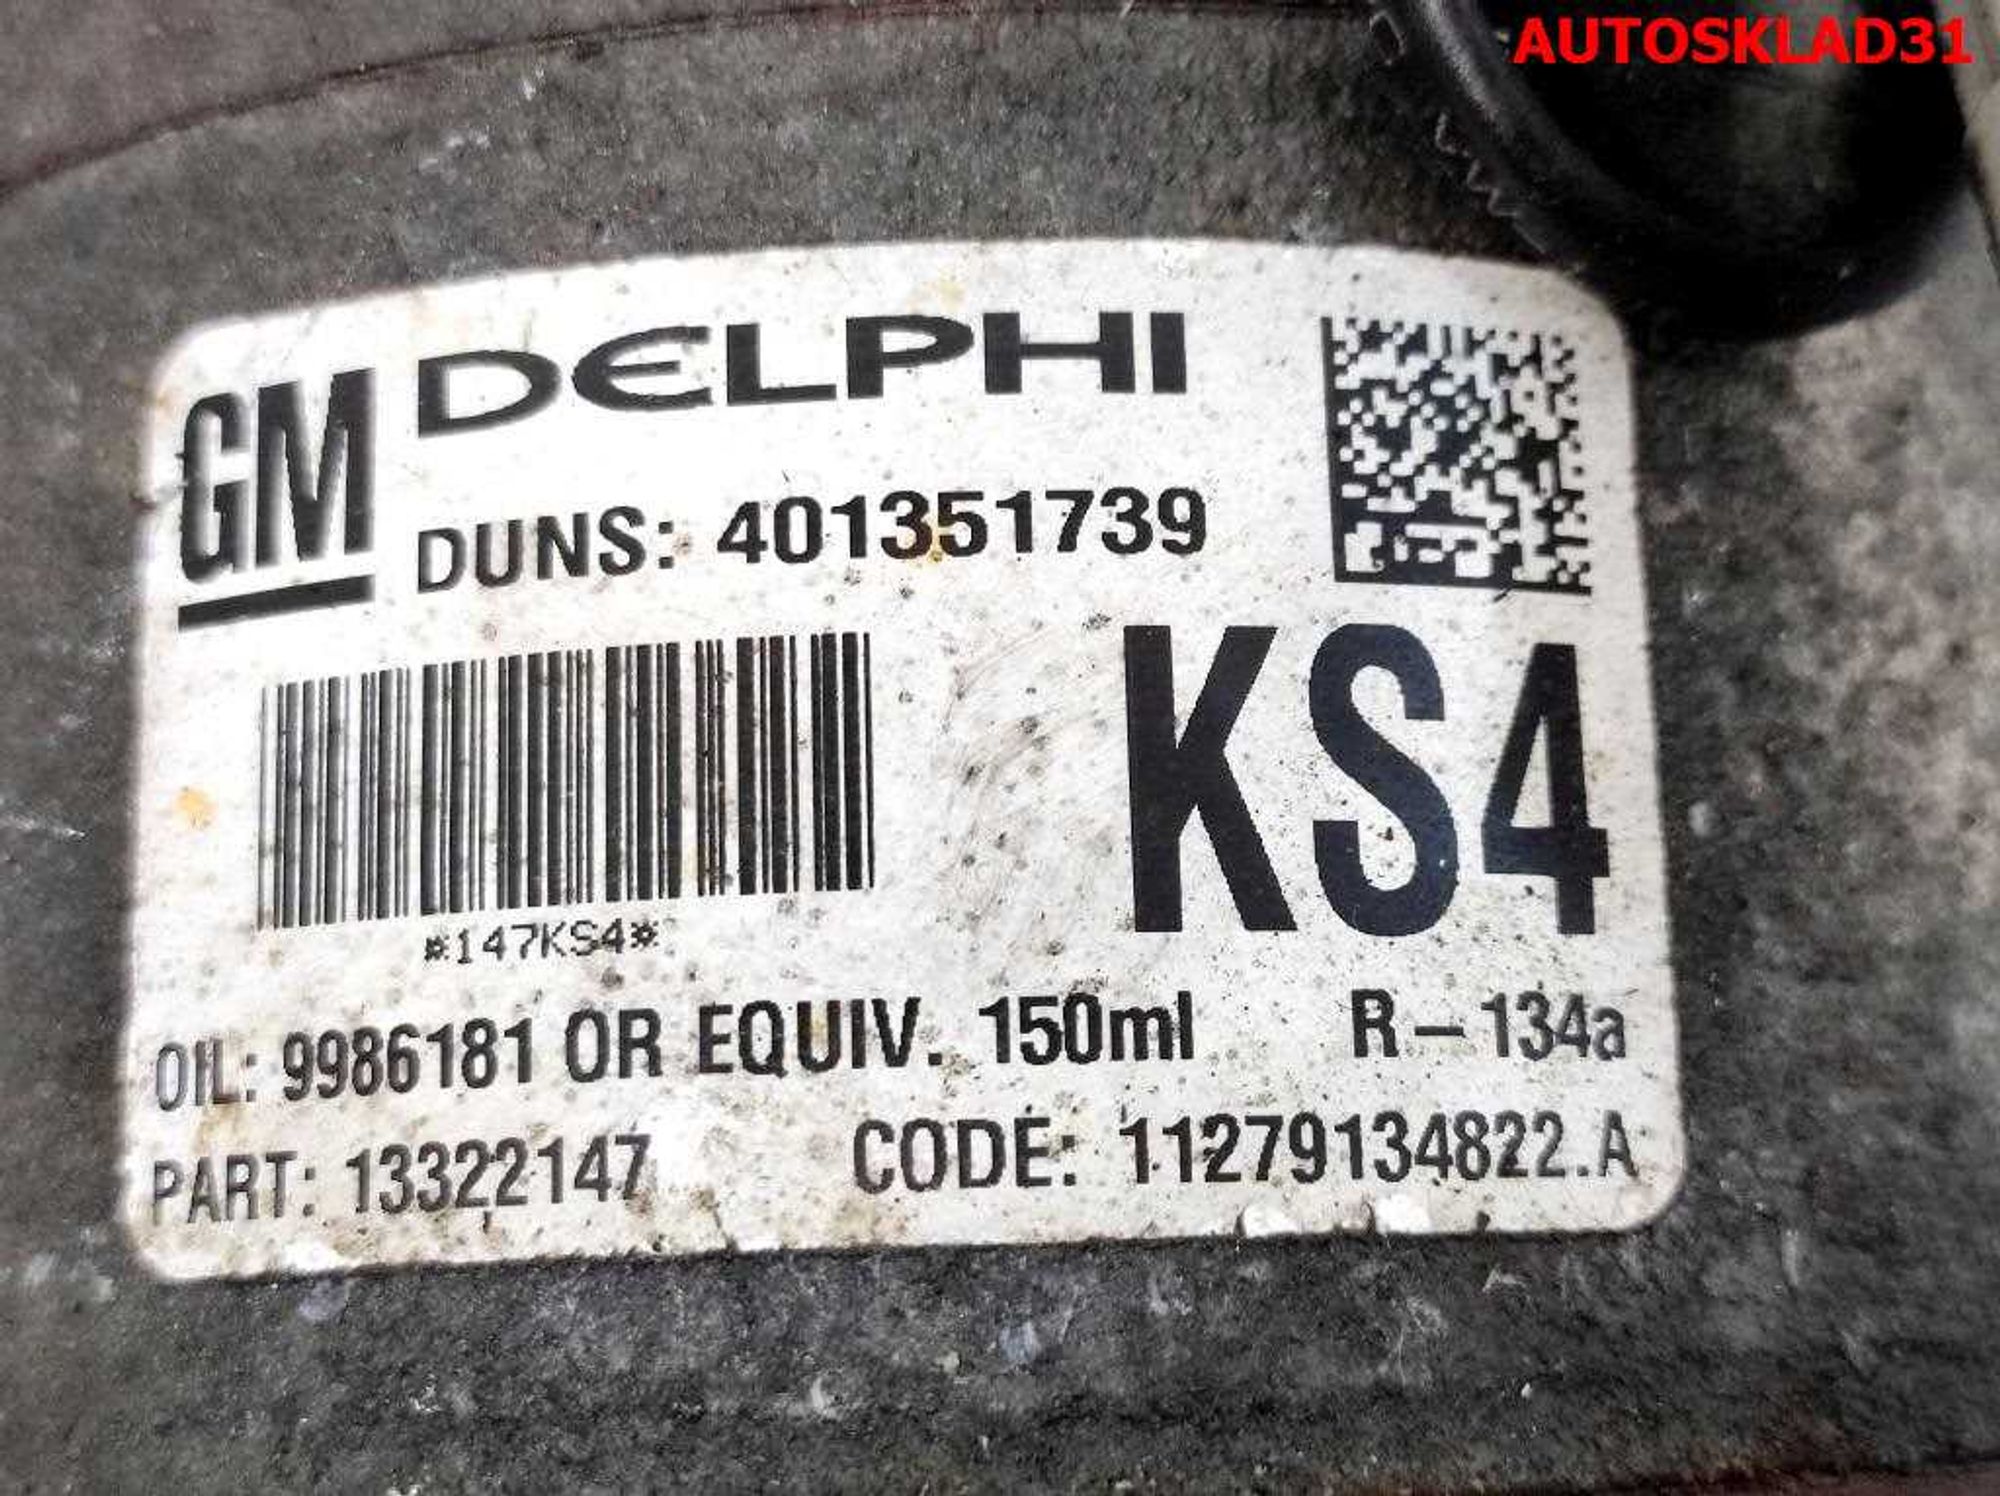 AUTOSKLAD31
GM DELPHI
DUNS: 401351739
KS4
*147KS4*
OIL: 9986181 OR EQUIV. 150ml R-134a
PART: 13322147 CODE: 11279134822.A